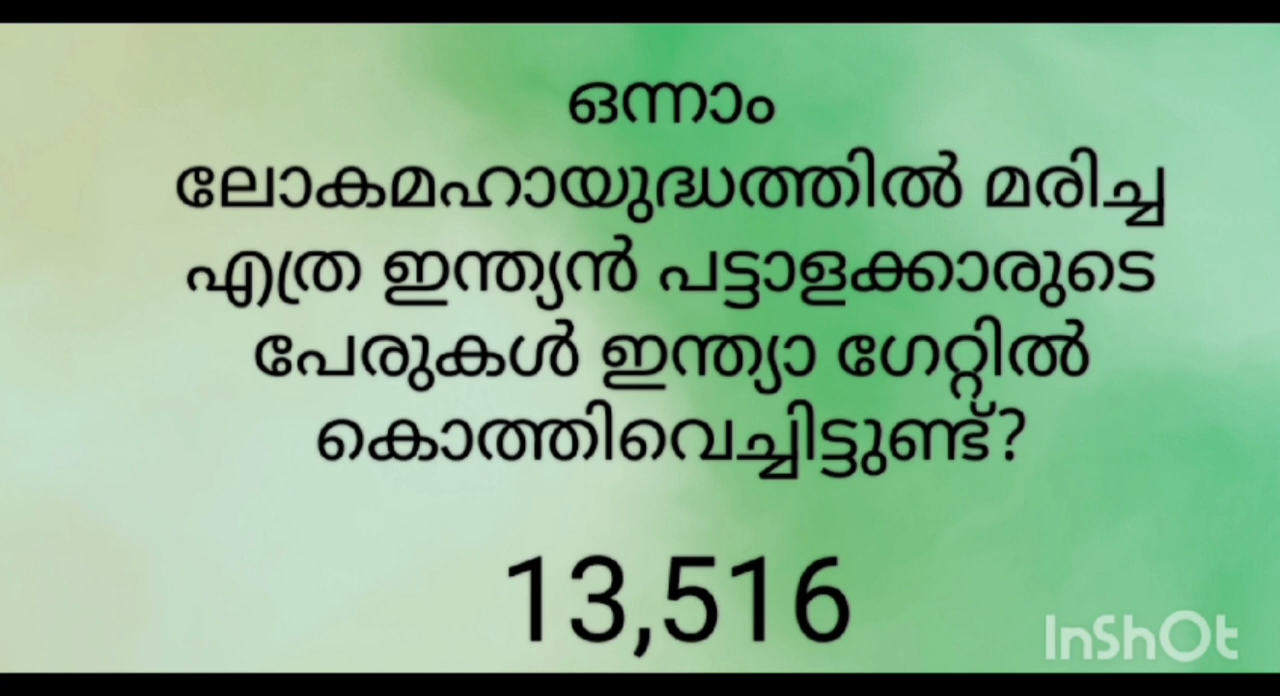 ഒന്നാം
ലോകമഹായുദ്ധത്തിൽ മരിച്ച
എത്ര ഇന്ത്യൻ പട്ടാളക്കാരുടെ
പേരുകൾ ഇന്ത്യാ ഗേറ്റിൽ
കൊത്തിവെച്ചിട്ടുണ്ട്?
13,516
InShOt